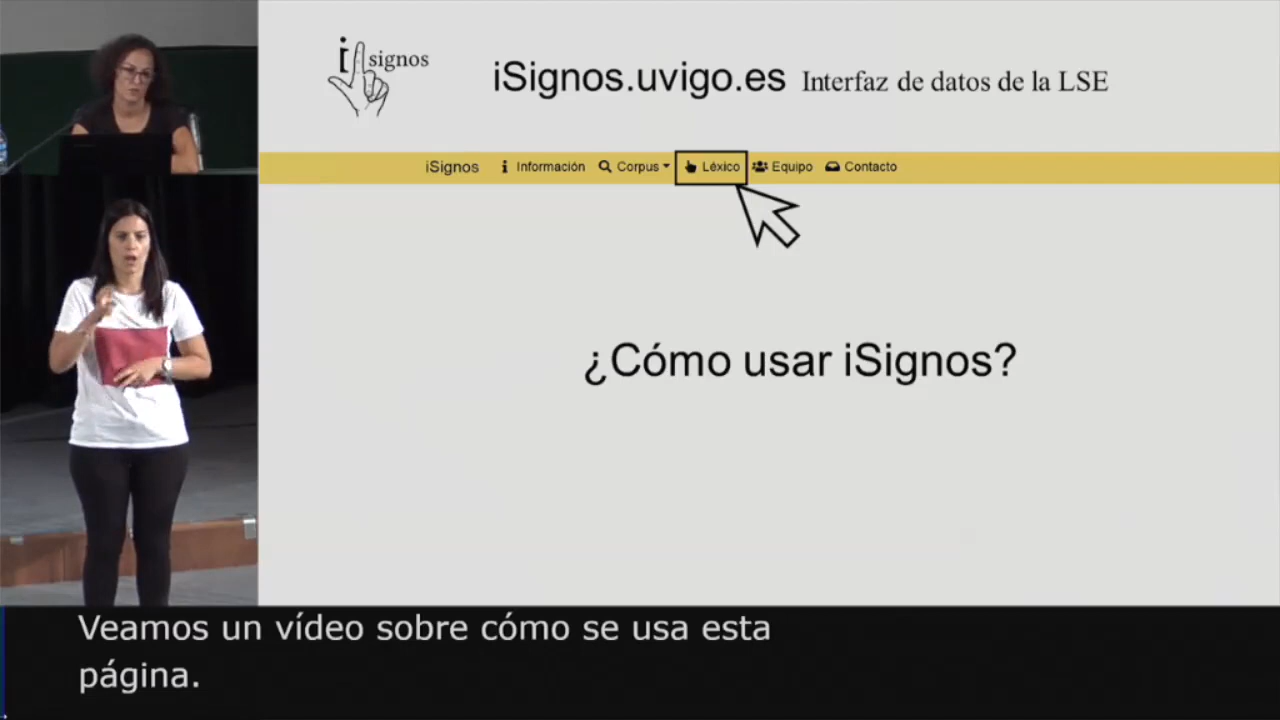 i signos
iSignos.uvigo.es Interfaz de datos de la LSE
iSignos Información Corpus Léxico Equipo Contacto
¿Cómo usar iSignos?
Veamos un vídeo sobre cómo se usa esta
página.